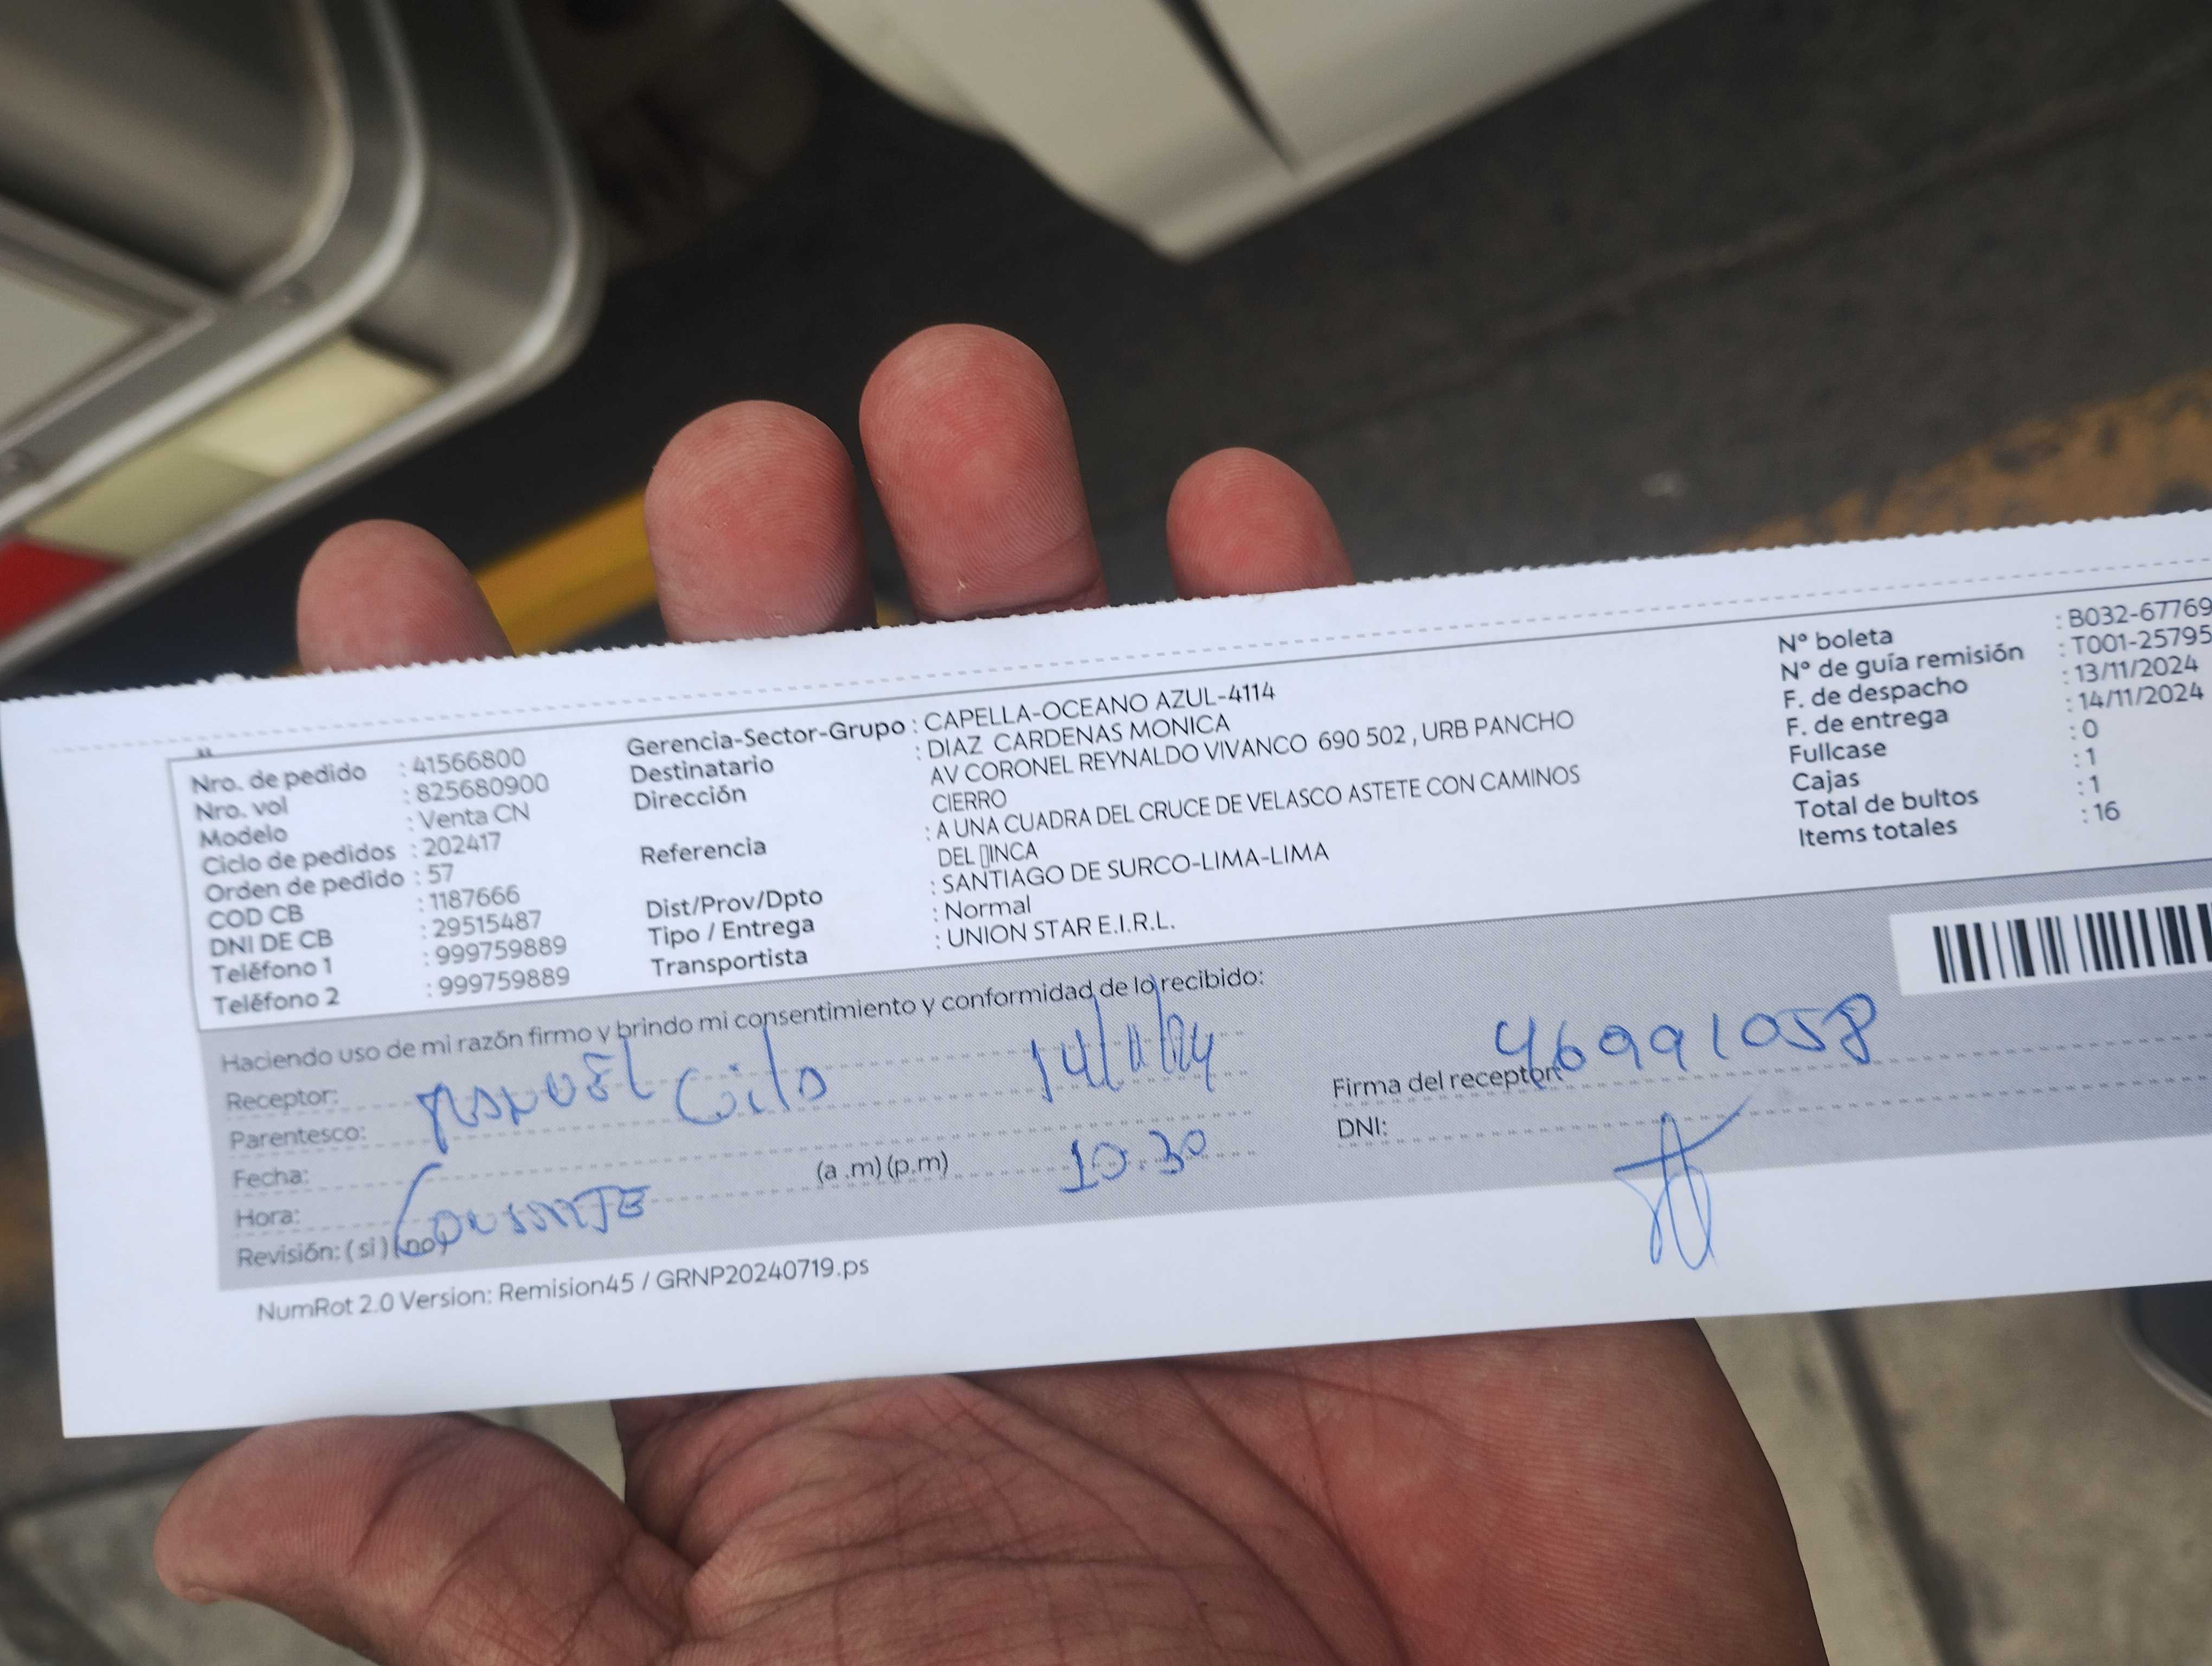 Nro. de pedido : 41566800
Nro. vol : 825680900
Modelo : Venta CN
Ciclo de pedidos : 202417
Orden de pedido : 57
COD CB : 1187666
DNI DE CB : 29515487
Teléfono 1 : 999759889
Teléfono 2 : 999759889
Gerencia-Sector-Grupo : CAPELLA-OCEANO AZUL-4114
Destinatario : DIAZ CARDENAS MONICA
Dirección AV CORONEL REYNALDO VIVANCO 690 502 , URB PANCHO
CIERRO
Referencia : A UNA CUADRA DEL CRUCE DE VELASCO ASTETE CON CAMINOS
DEL ▯INCA
Dist/Prov/Dpto : SANTIAGO DE SURCO-LIMA-LIMA
Tipo / Entrega : Normal
Transportista : UNION STAR E.I.R.L.
N° boleta : B032-67769
N° de guía remisión : T001-25795
F. de despacho : 13/11/2024
F. de entrega : 14/11/2024
Fullcase : 0
Cajas : 1
Total de bultos : 1
Items totales : 16
Haciendo uso de mi razón firmo y brindo mi consentimiento y conformidad de lo recibido:
Receptor: 14/11/24
Parentesco:
Fecha:
Hora: (a .m) (p.m) 10:30
Revisión: ( si ) ( no )
Firma del receptor: 46991058
DNI:
NumRot 2.0 Version: Remision45 / GRNP20240719.ps